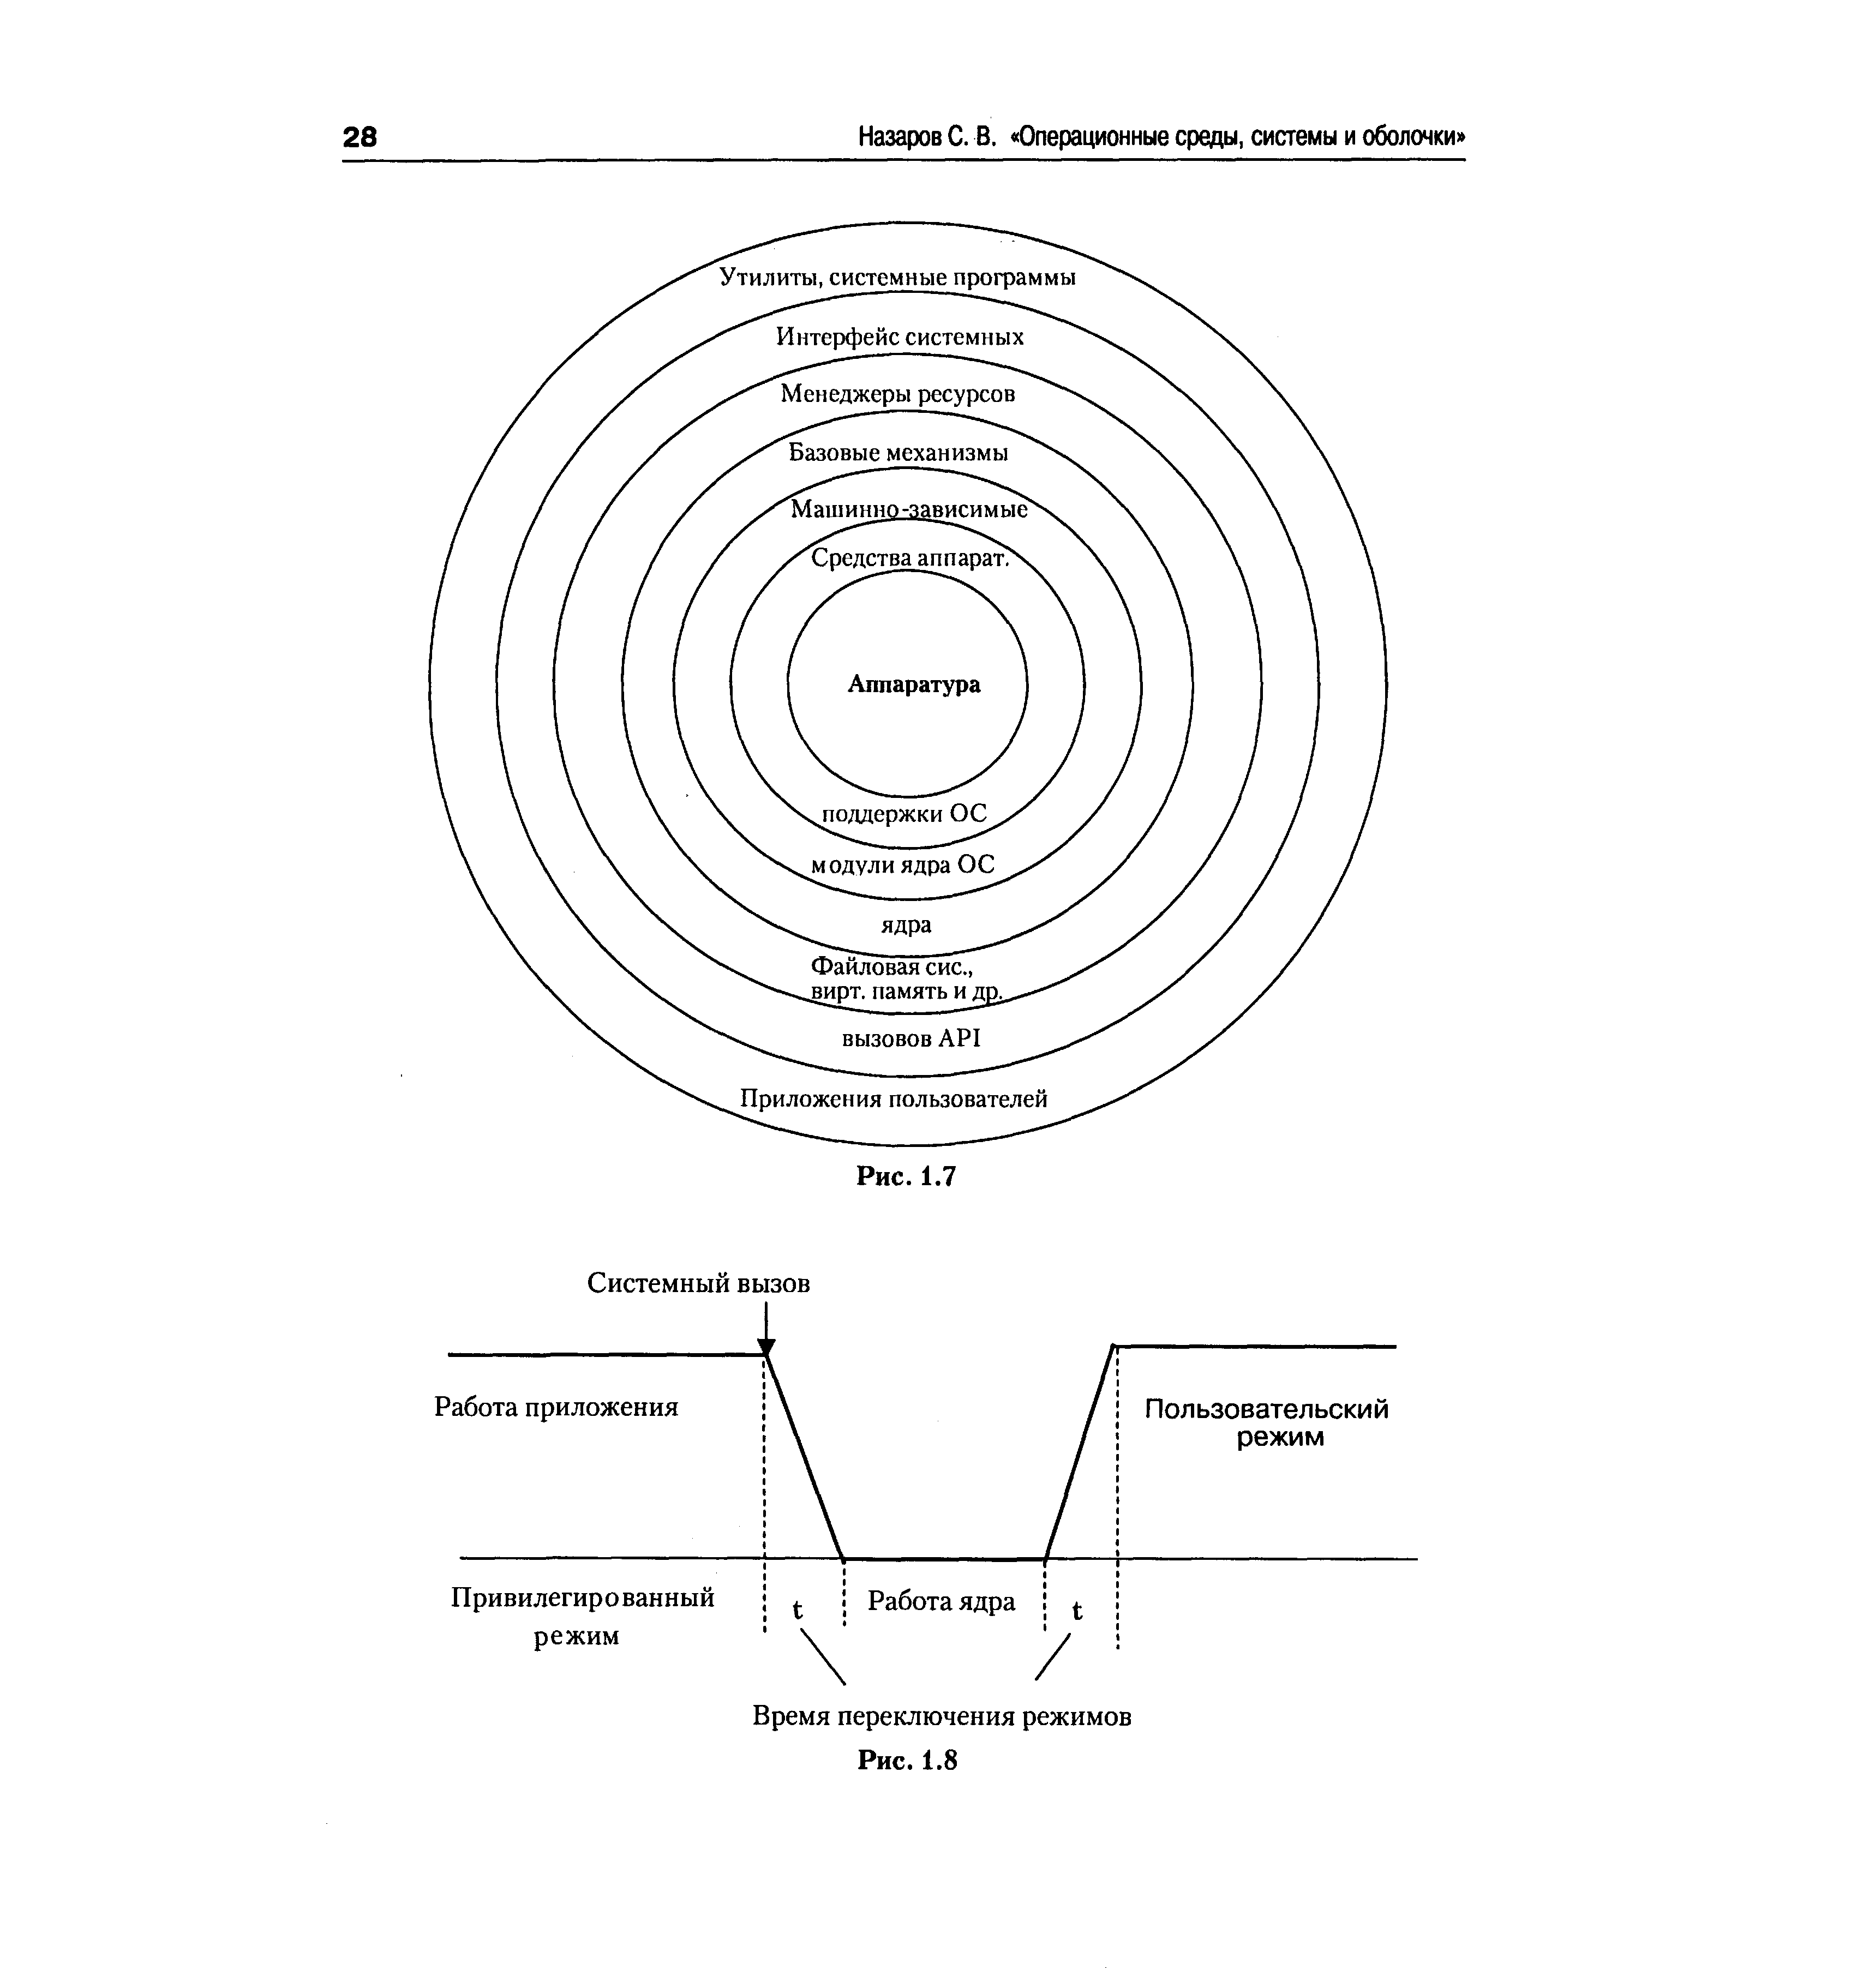 28
Назаров С. В. «Операционные среды, системы и оболочки»
Утилиты, системные программы
Интерфейс системных
Менеджеры ресурсов
Базовые механизмы
Машинно-зависимые
Средства аппарат.
Аппаратура
поддержки ОС
модули ядра ОС
ядра
Файловая сис.,
вирт. память и др.
вызовов API
Приложения пользователей
Рис. 1.7
Системный вызов
Работа приложения
Пользовательский
режим
Привилегированный
режим
t
Работа ядра
t
Время переключения режимов
Рис. 1.8